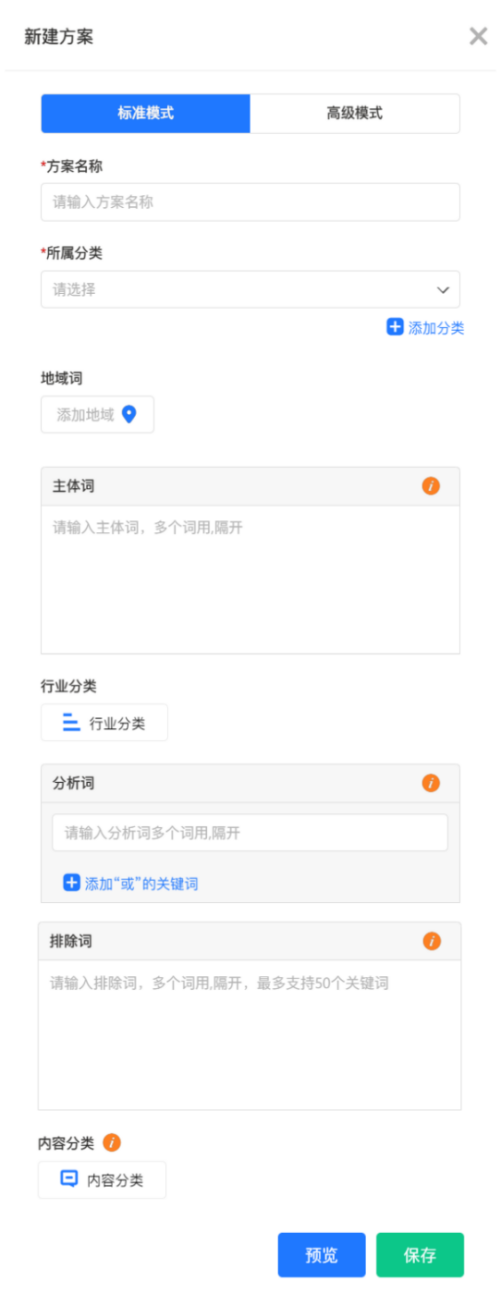 新建方案
标准模式 高级模式
*方案名称
请输入方案名称
*所属分类
请选择
添加分类
地域词
添加地域
主体词
请输入主体词，多个词用,隔开
行业分类
行业分类
分析词
请输入分析词多个词用,隔开
添加“或”的关键词
排除词
请输入排除词，多个词用,隔开，最多支持50个关键词
内容分类
内容分类
预览 保存